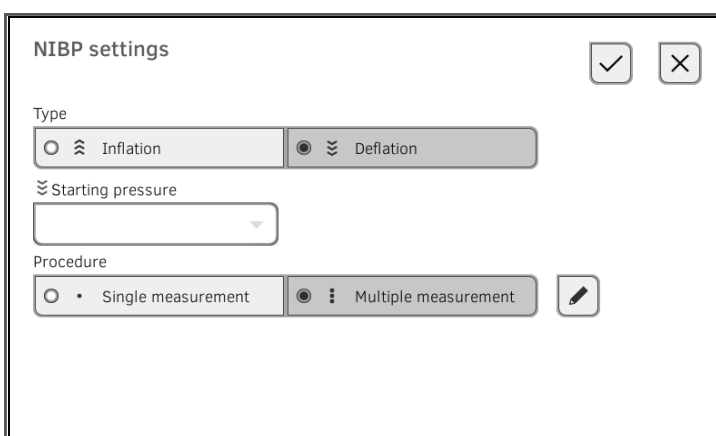 NIBP settings
Type
Inflation
Deflation
Starting pressure
Procedure
Single measurement
Multiple measurement